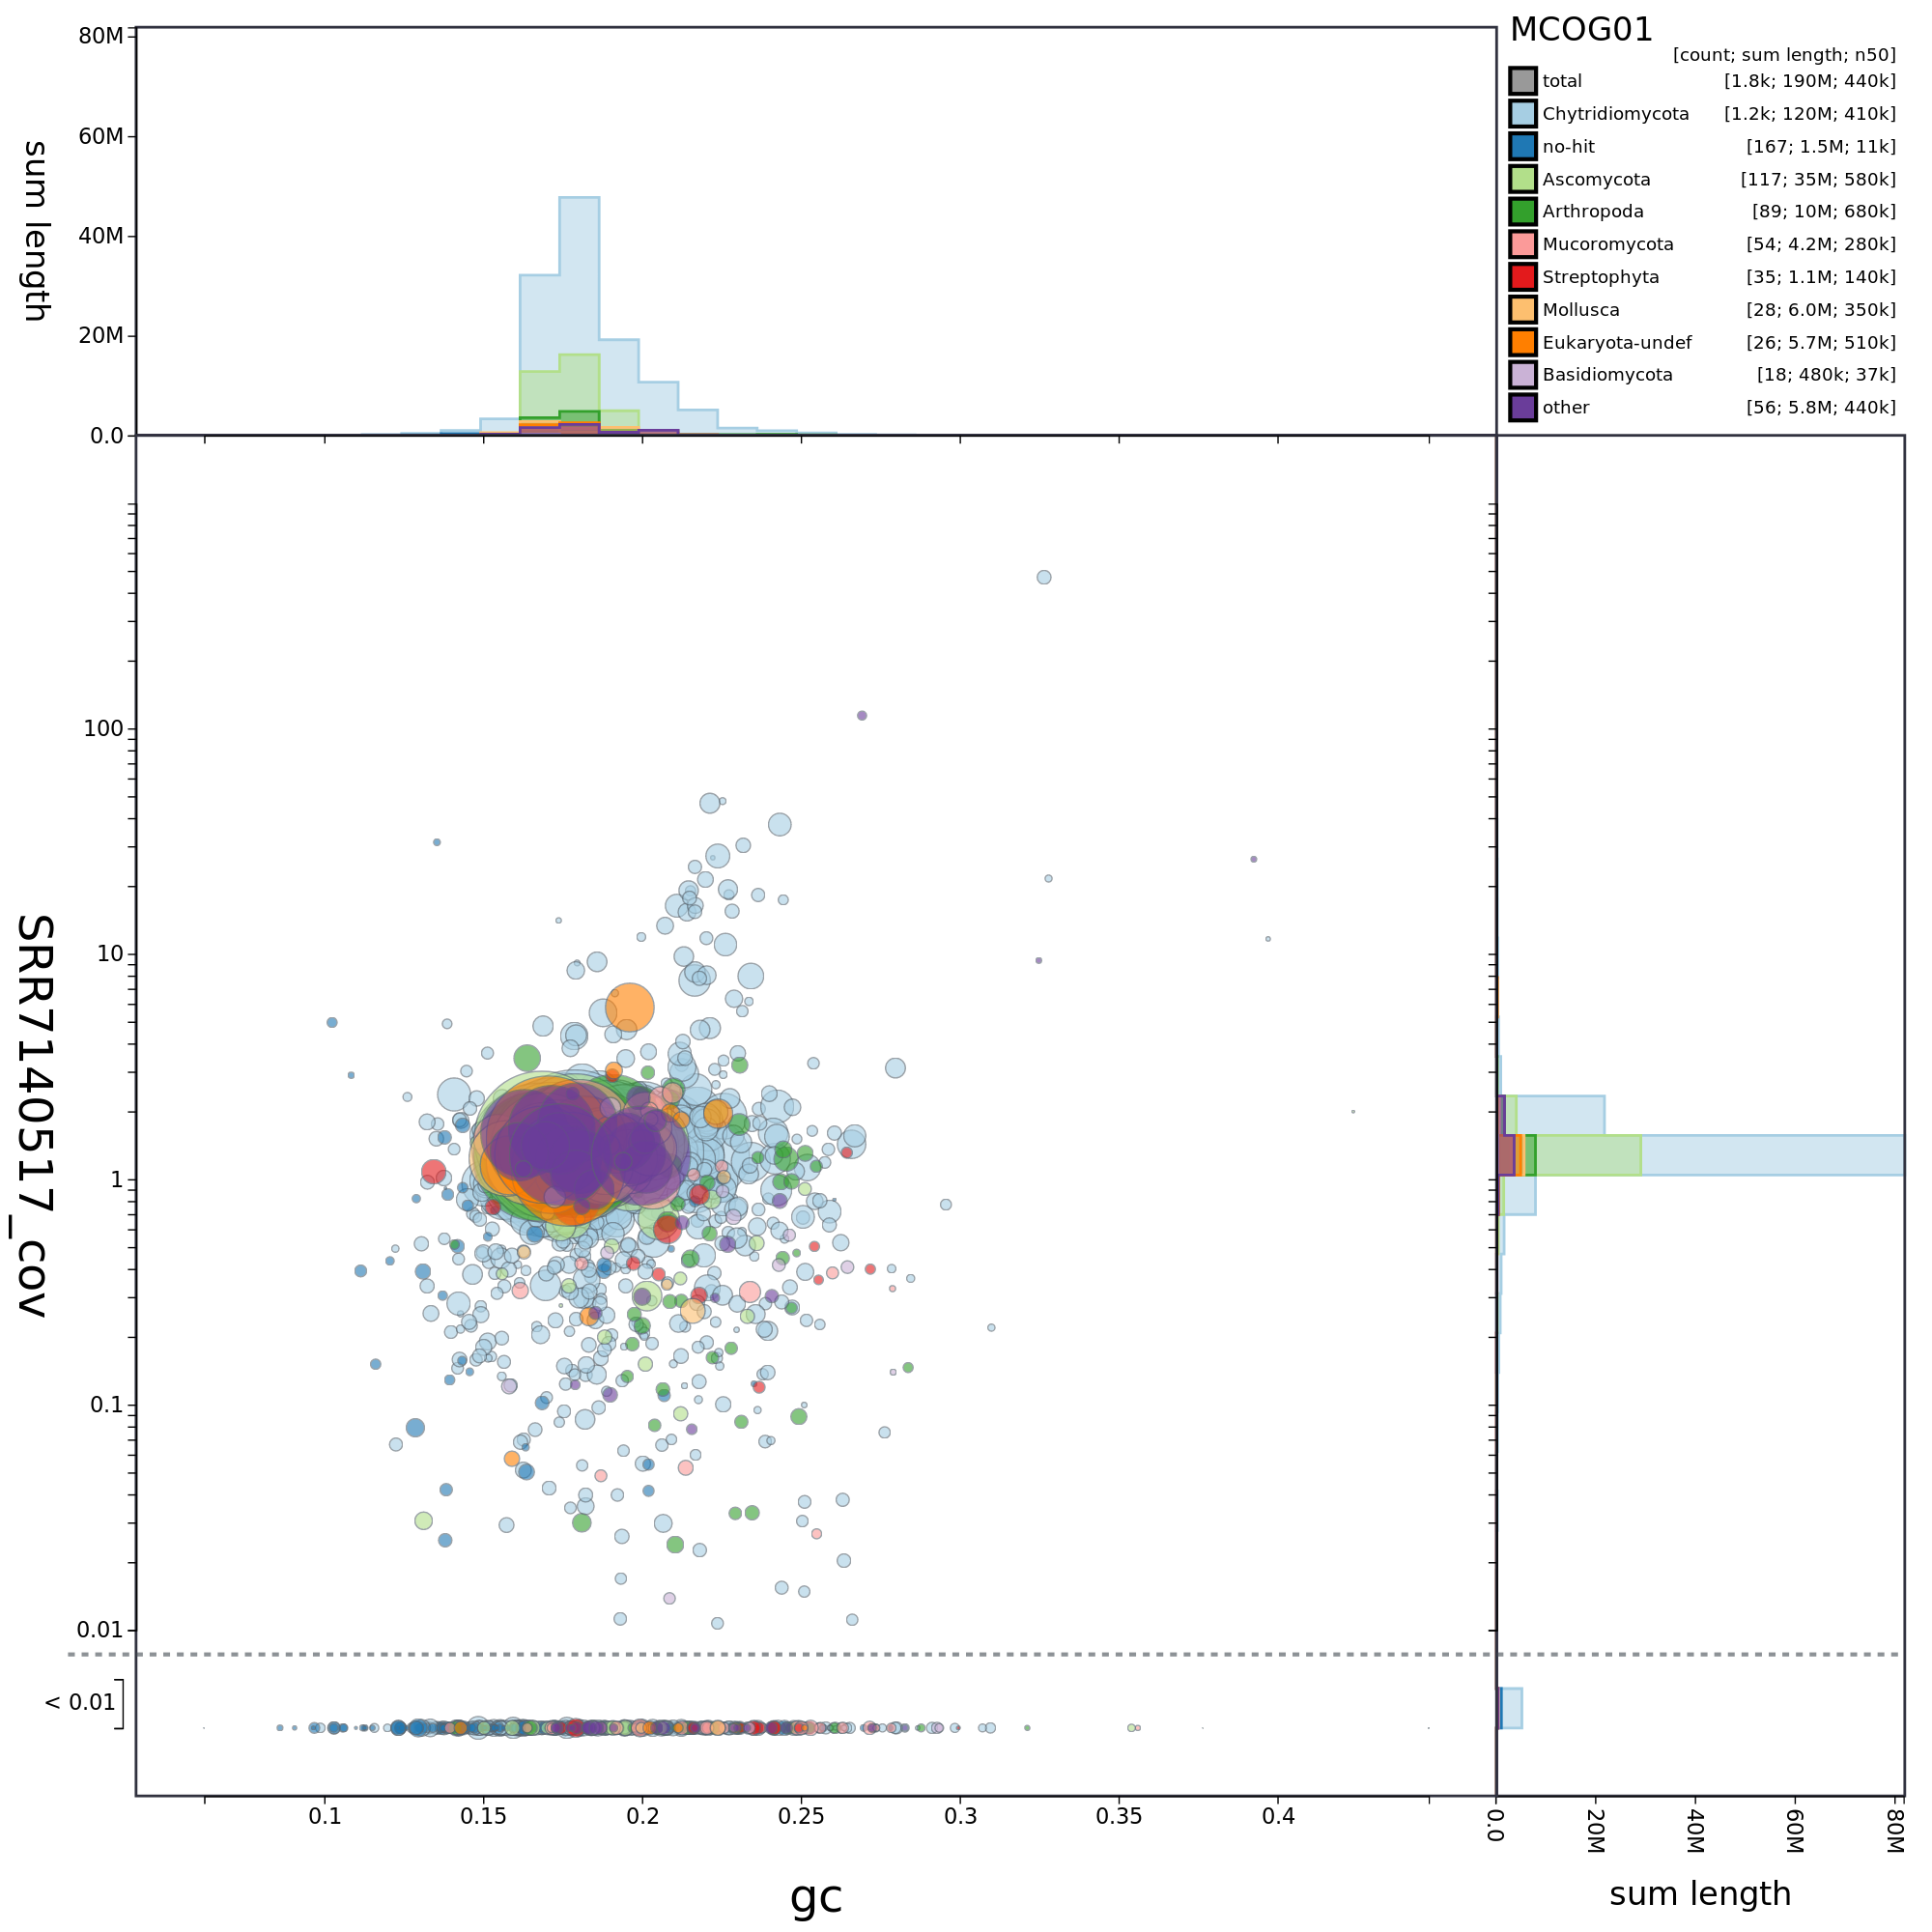 MCOG01
[count; sum length; n50]
total [1.8k; 190M; 440k]
Chytridiomycota [1.2k; 120M; 410k]
no-hit [167; 1.5M; 11k]
Ascomycota [117; 35M; 580k]
Arthropoda [89; 10M; 680k]
Mucoromycota [54; 4.2M; 280k]
Streptophyta [35; 1.1M; 140k]
Mollusca [28; 6.0M; 350k]
Eukaryota-undef [26; 5.7M; 510k]
Basidiomycota [18; 480k; 37k]
other [56; 5.8M; 440k]
sum length
80M
60M
40M
20M
0.0
SRR7140517_cov
100
10
1
0.1
0.01
< 0.01
0.1 0.15 0.2 0.25 0.3 0.35 0.4
gc
0.0 20M 40M 60M 80M
sum length